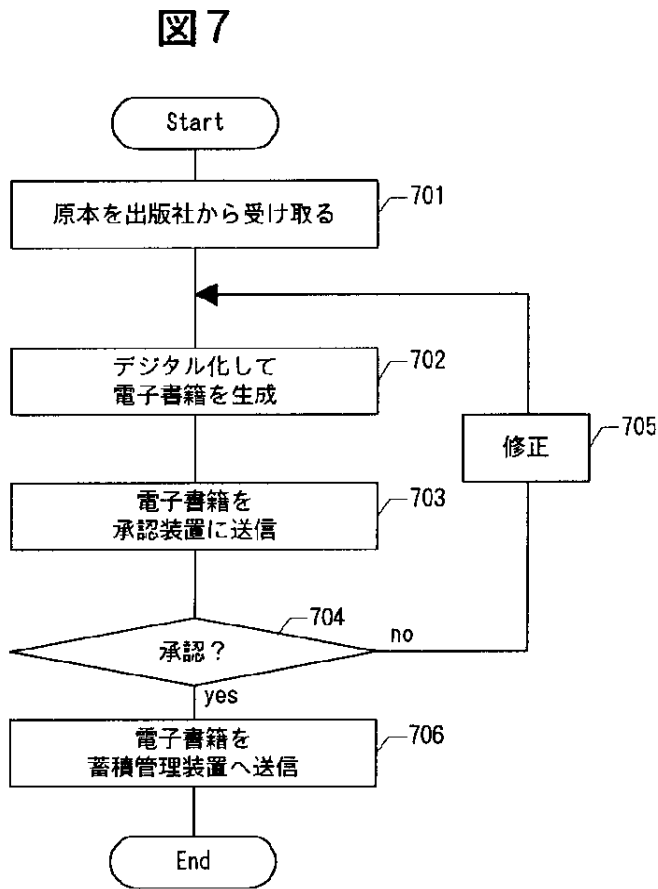 図7
Start
原本を出版社から受け取る
701
デジタル化して
電子書籍を生成
702
修正
705
電子書籍を
承認装置に送信
703
704
承認？
no
yes
電子書籍を
蓄積管理装置へ送信
706
End